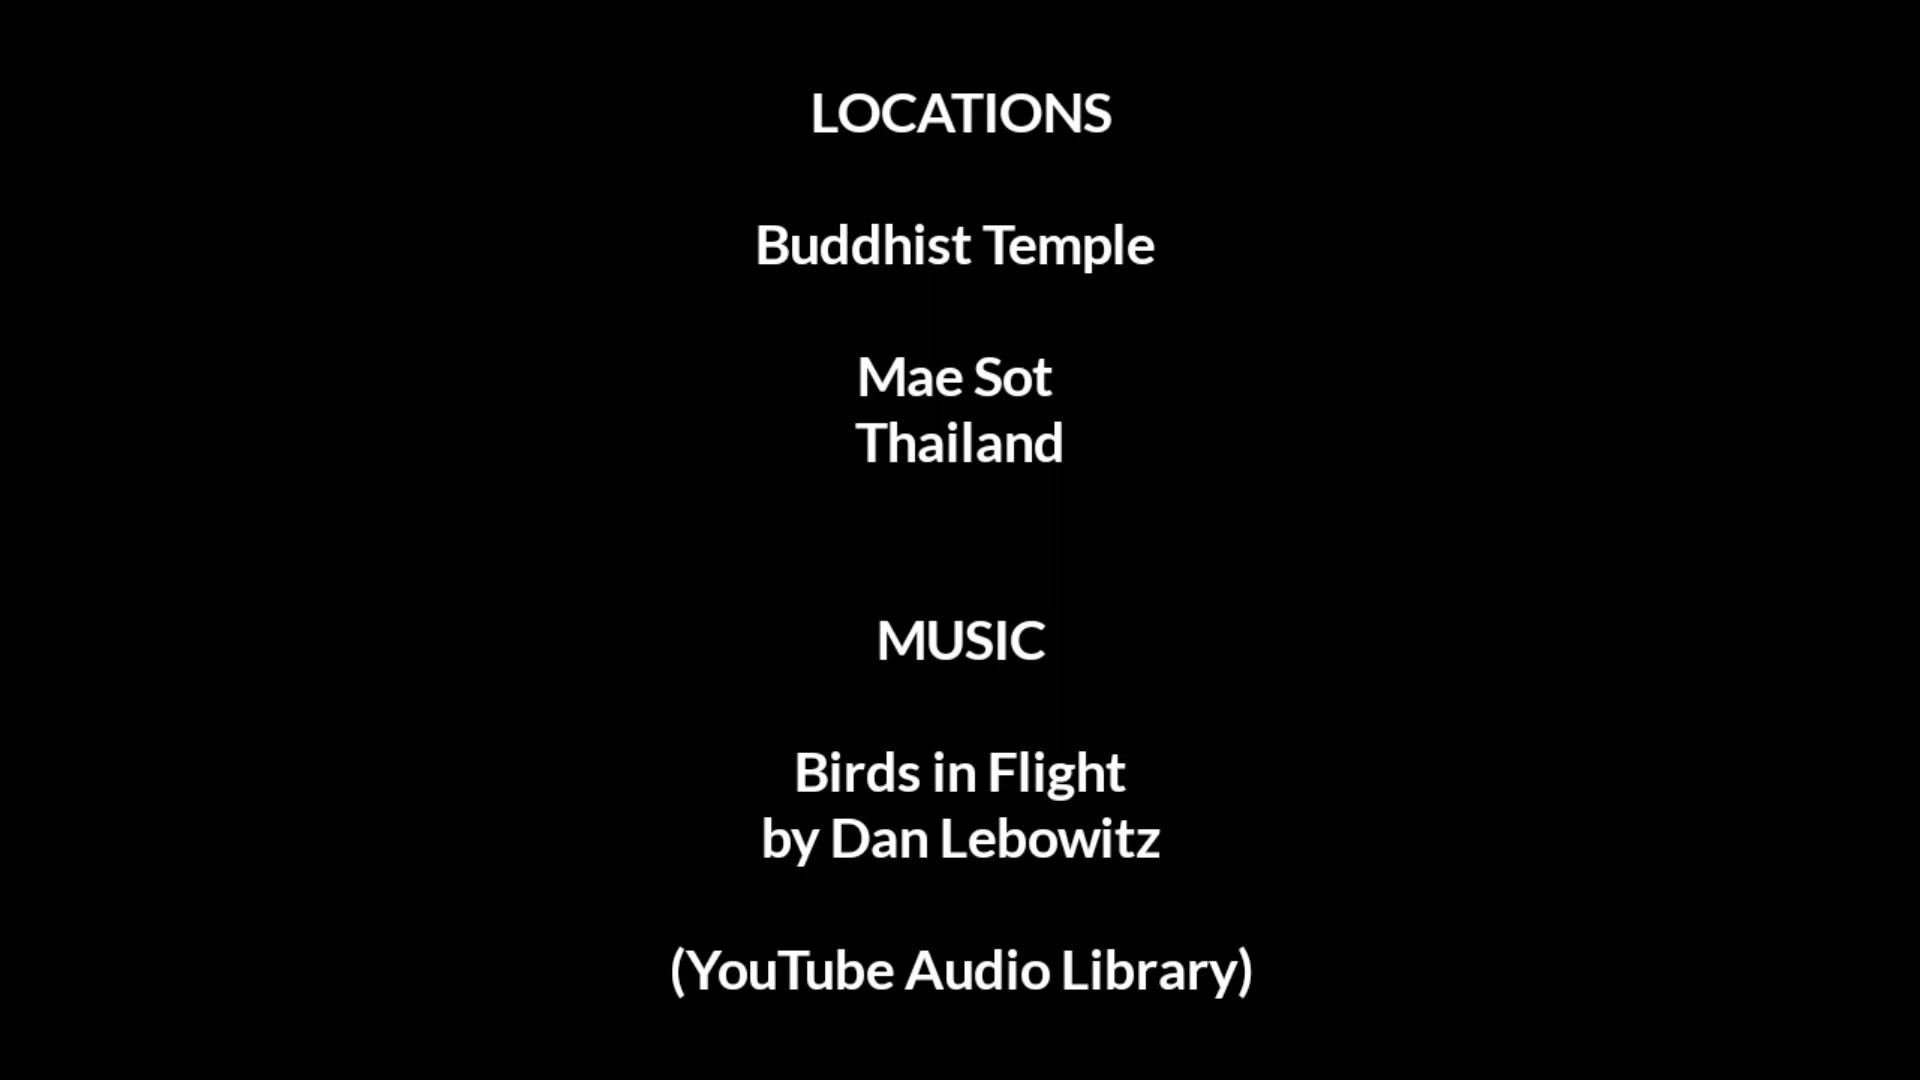 LOCATIONS
Buddhist Temple
Mae Sot
Thailand
MUSIC
Birds in Flight
by Dan Lebowitz
(YouTube Audio Library)